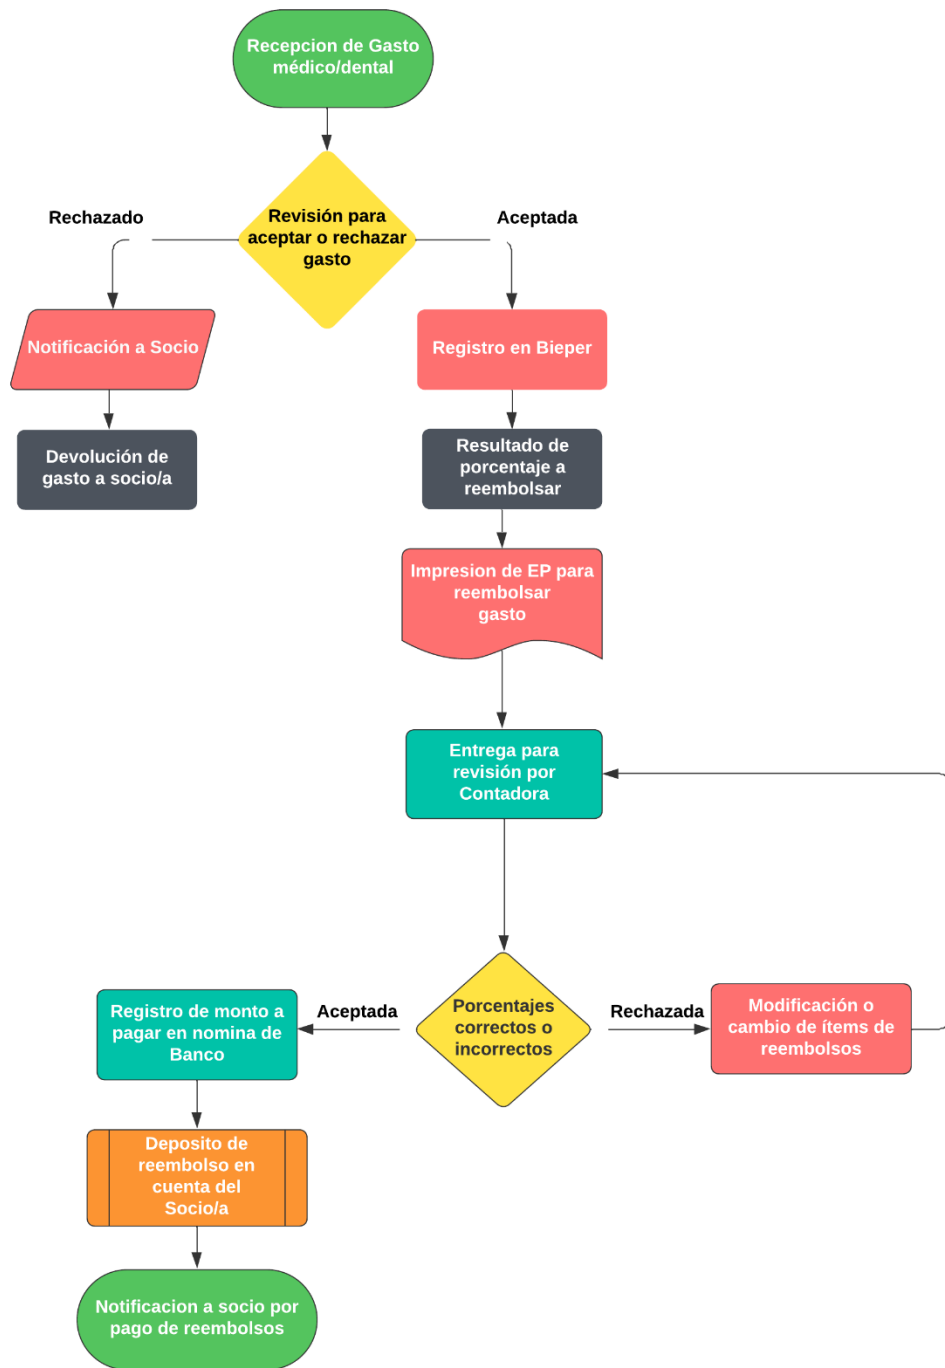 Recepcion de Gasto
médico/dental
Rechazado
Aceptada
Revisión para
aceptar o rechazar
gasto
Notificación a Socio
Registro en Bieper
Devolución de
gasto a socio/a
Resultado de
porcentaje a
reembolsar
Impresion de EP para
reembolsar
gasto
Entrega para
revisión por
Contadora
Porcentajes
correctos o
incorrectos
Aceptada
Rechazada
Registro de monto a
pagar en nomina de
Banco
Modificación o
cambio de ítems de
reembolsos
Deposito de
reembolso en
cuenta del
Socio/a
Notificacion a socio por
pago de reembolsos